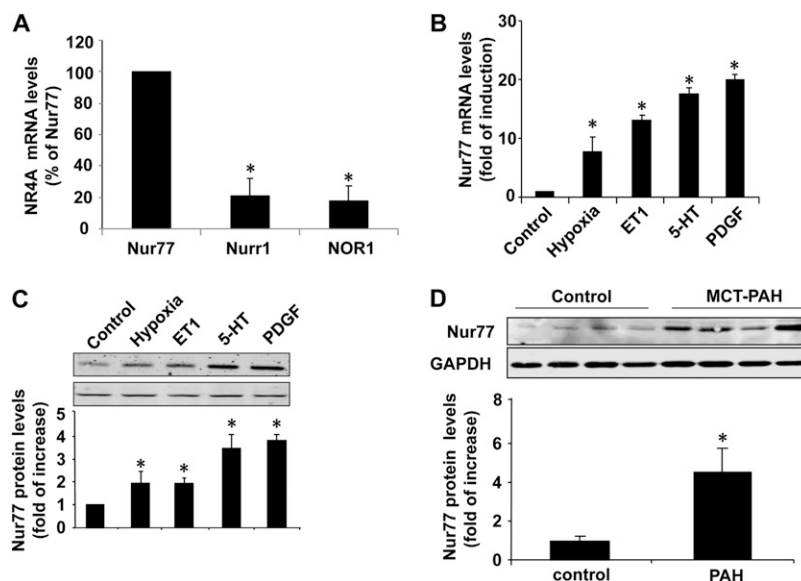 A
NR4A mRNA levels
(% of Nur77)
120
100
80
60
40
20
0
*
*
Nur77 Nurr1 NOR1
B
Nur77 mRNA levels
(fold of induction)
30
20
10
0
*
*
*
*
Control Hypoxia ET1 5-HT PDGF
C
Control Hypoxia ET1 5-HT PDGF
Nur77 protein levels
(fold of increase)
5
4
3
2
1
0
*
*
*
*
D
Control MCT-PAH
Nur77
GAPDH
Nur77 protein levels
(fold of increase)
8
6
4
2
0
*
control PAH